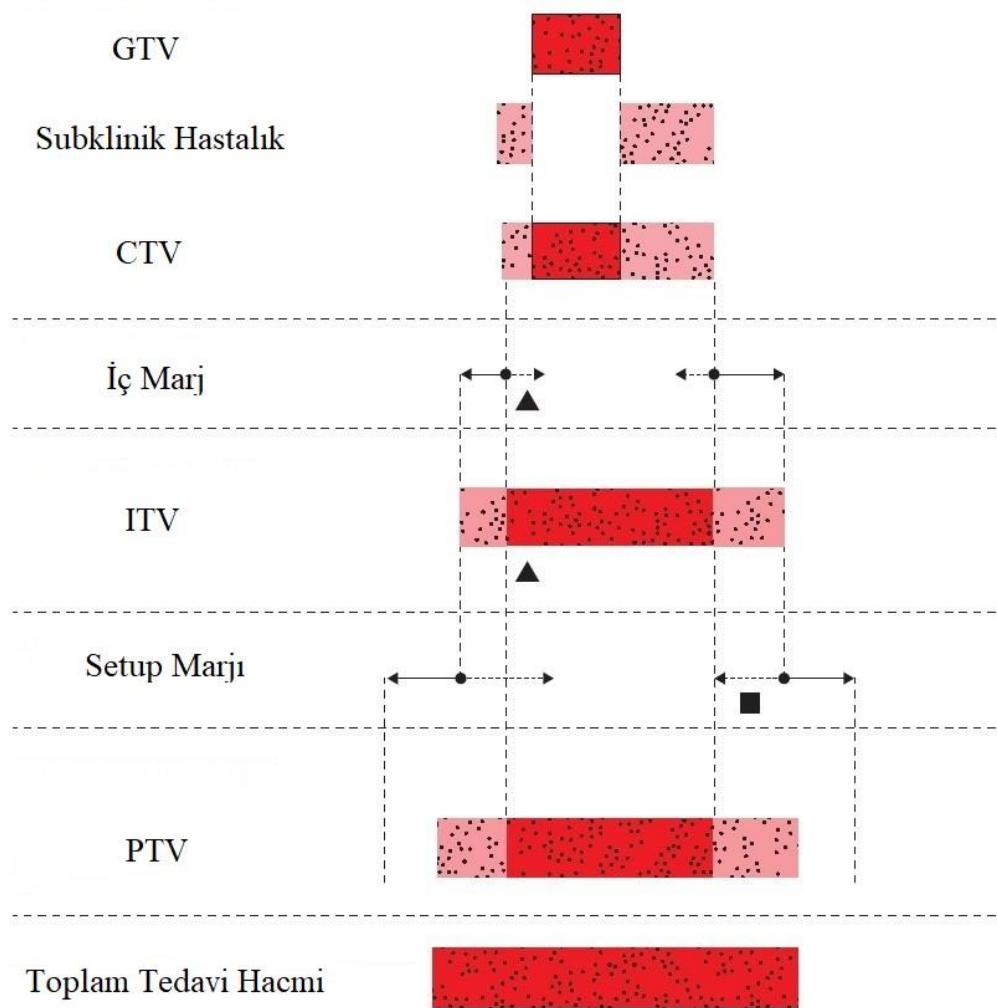 GTV
Subklinik Hastalık
CTV
İç Marj
ITV
Setup Marjı
PTV
Toplam Tedavi Hacmi